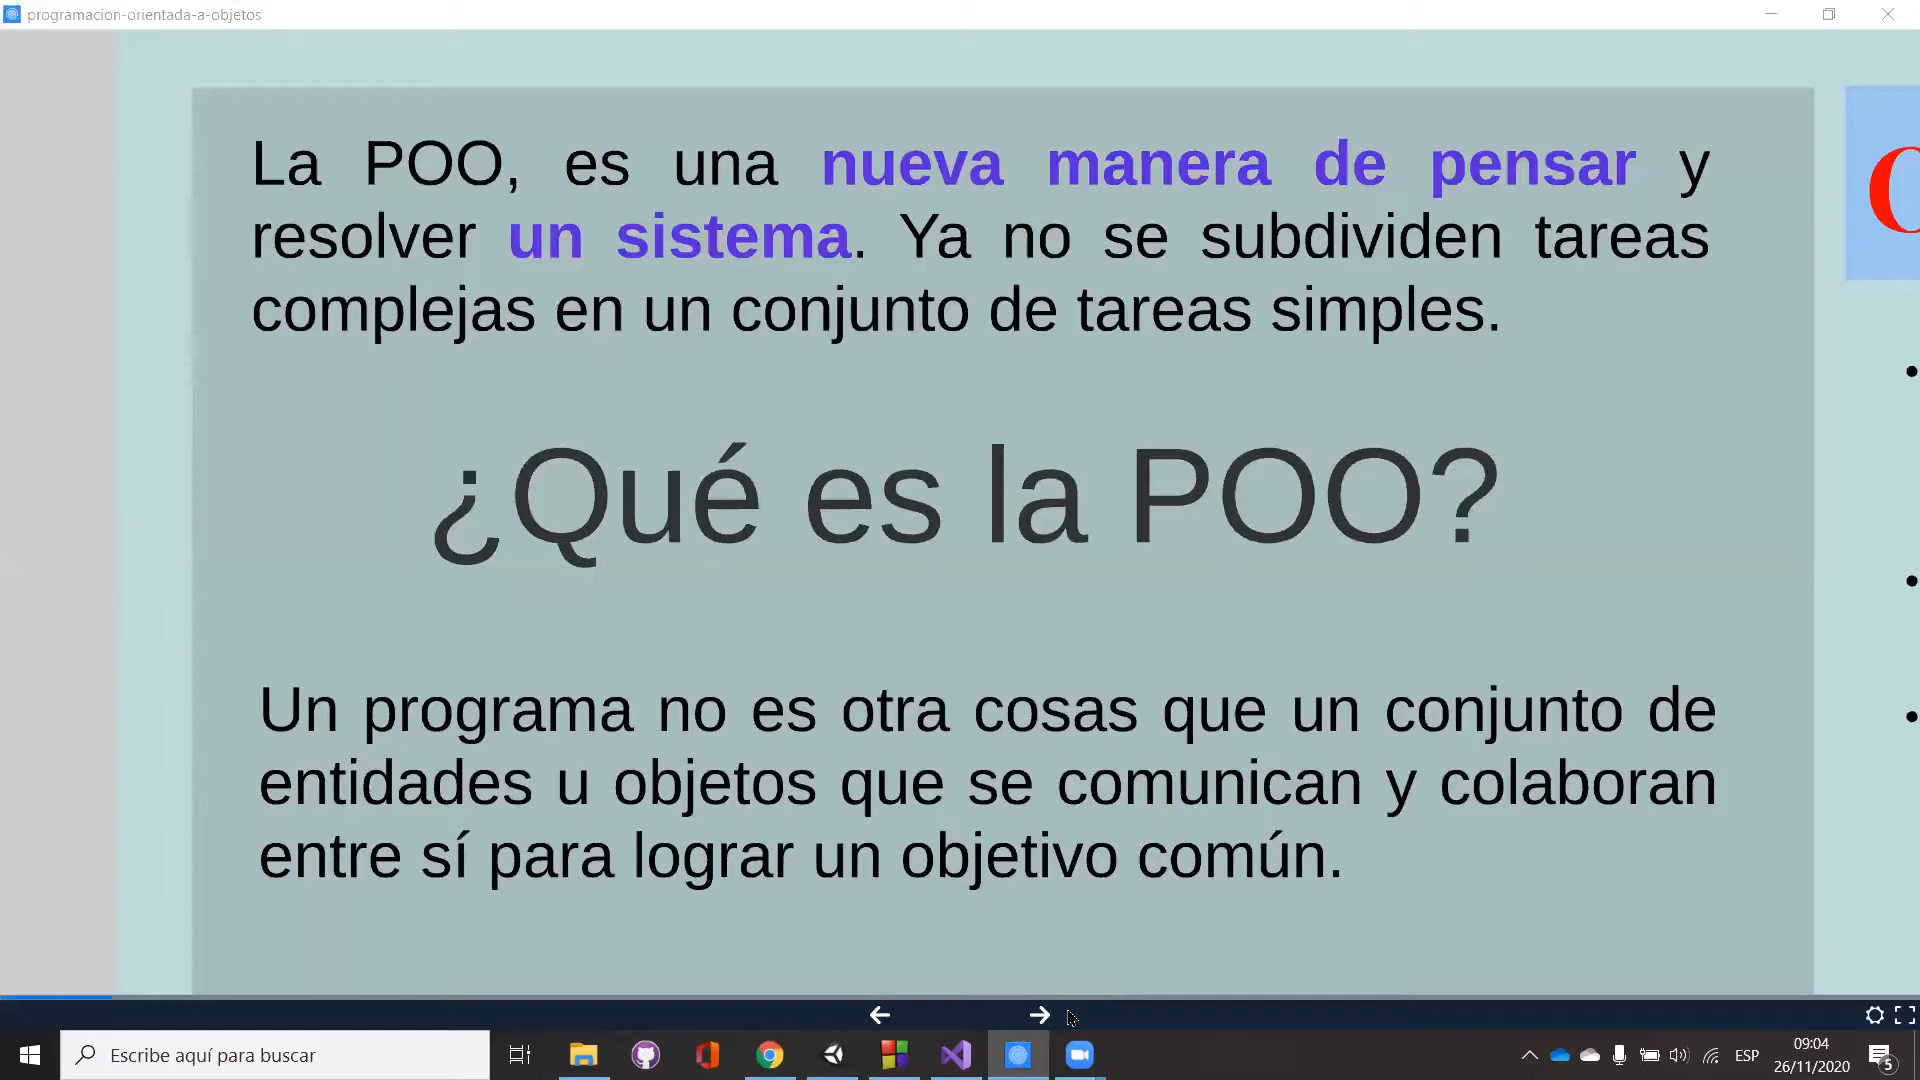 programacion-orientada-a-objetos
La POO, es una nueva manera de pensar y
resolver un sistema. Ya no se subdividen tareas
complejas en un conjunto de tareas simples.
¿Qué es la POO?
Un programa no es otra cosas que un conjunto de
entidades u objetos que se comunican y colaboran
entre sí para lograr un objetivo común.
Escribe aquí para buscar
ESP
09:04
26/11/2020
5